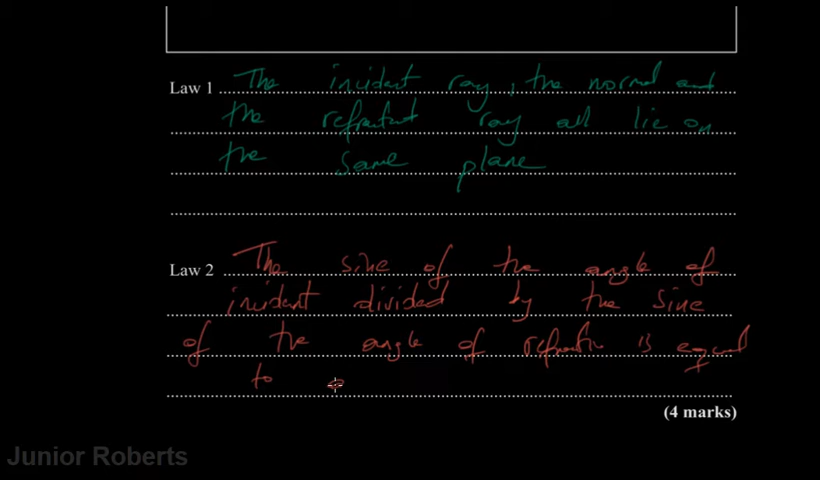 Law 1 The incident ray, the normal and
the refractant ray all lie on
the same plane
Law 2 The sine of the angle of
incidant divided by the sine
of the angle of refraction is equal
to
(4 marks)
Junior Roberts